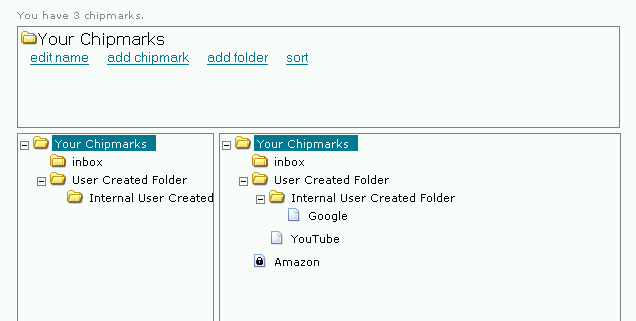 You have 3 chipmarks.
Your Chipmarks
edit name add chipmark add folder sort
Your Chipmarks
inbox
User Created Folder
Internal User Created
Your Chipmarks
inbox
User Created Folder
Internal User Created Folder
Google
YouTube
Amazon